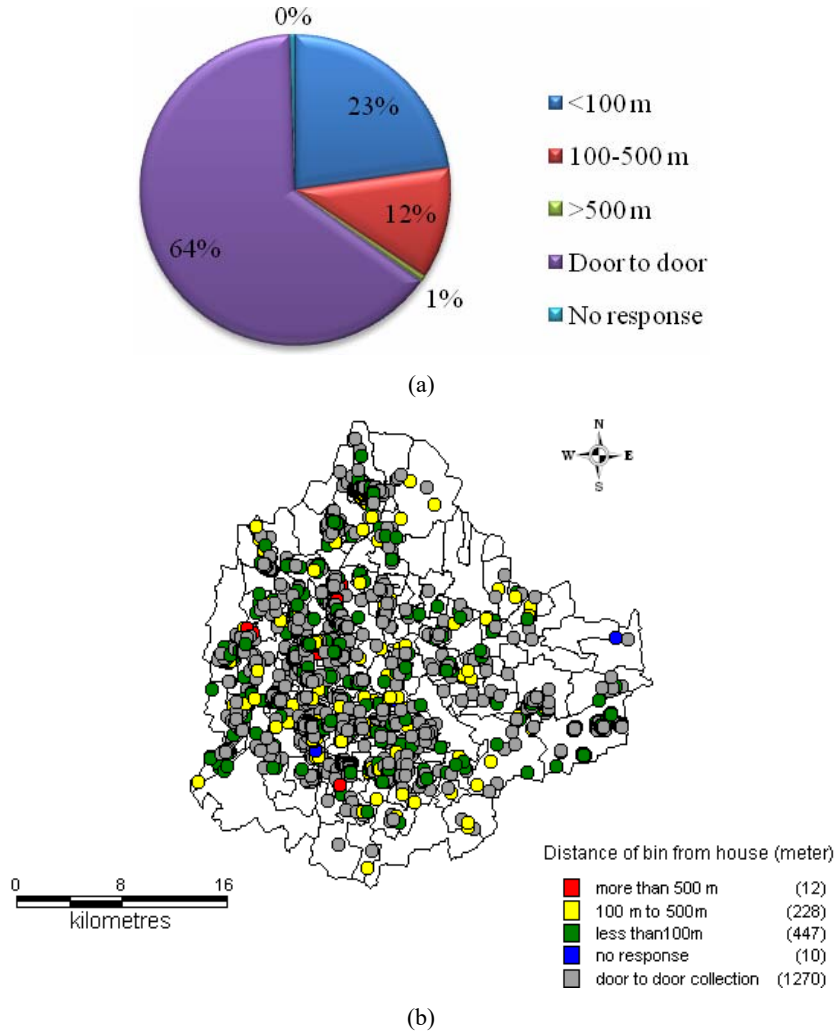 0%
23%
12%
1%
64%
<100 m
100-500 m
>500 m
Door to door
No response
(a)
N
W E
S
0 8 16
kilometres
Distance of bin from house (meter)
more than 500 m (12)
100 m to 500m (228)
less than100m (447)
no response (10)
door to door collection (1270)
(b)